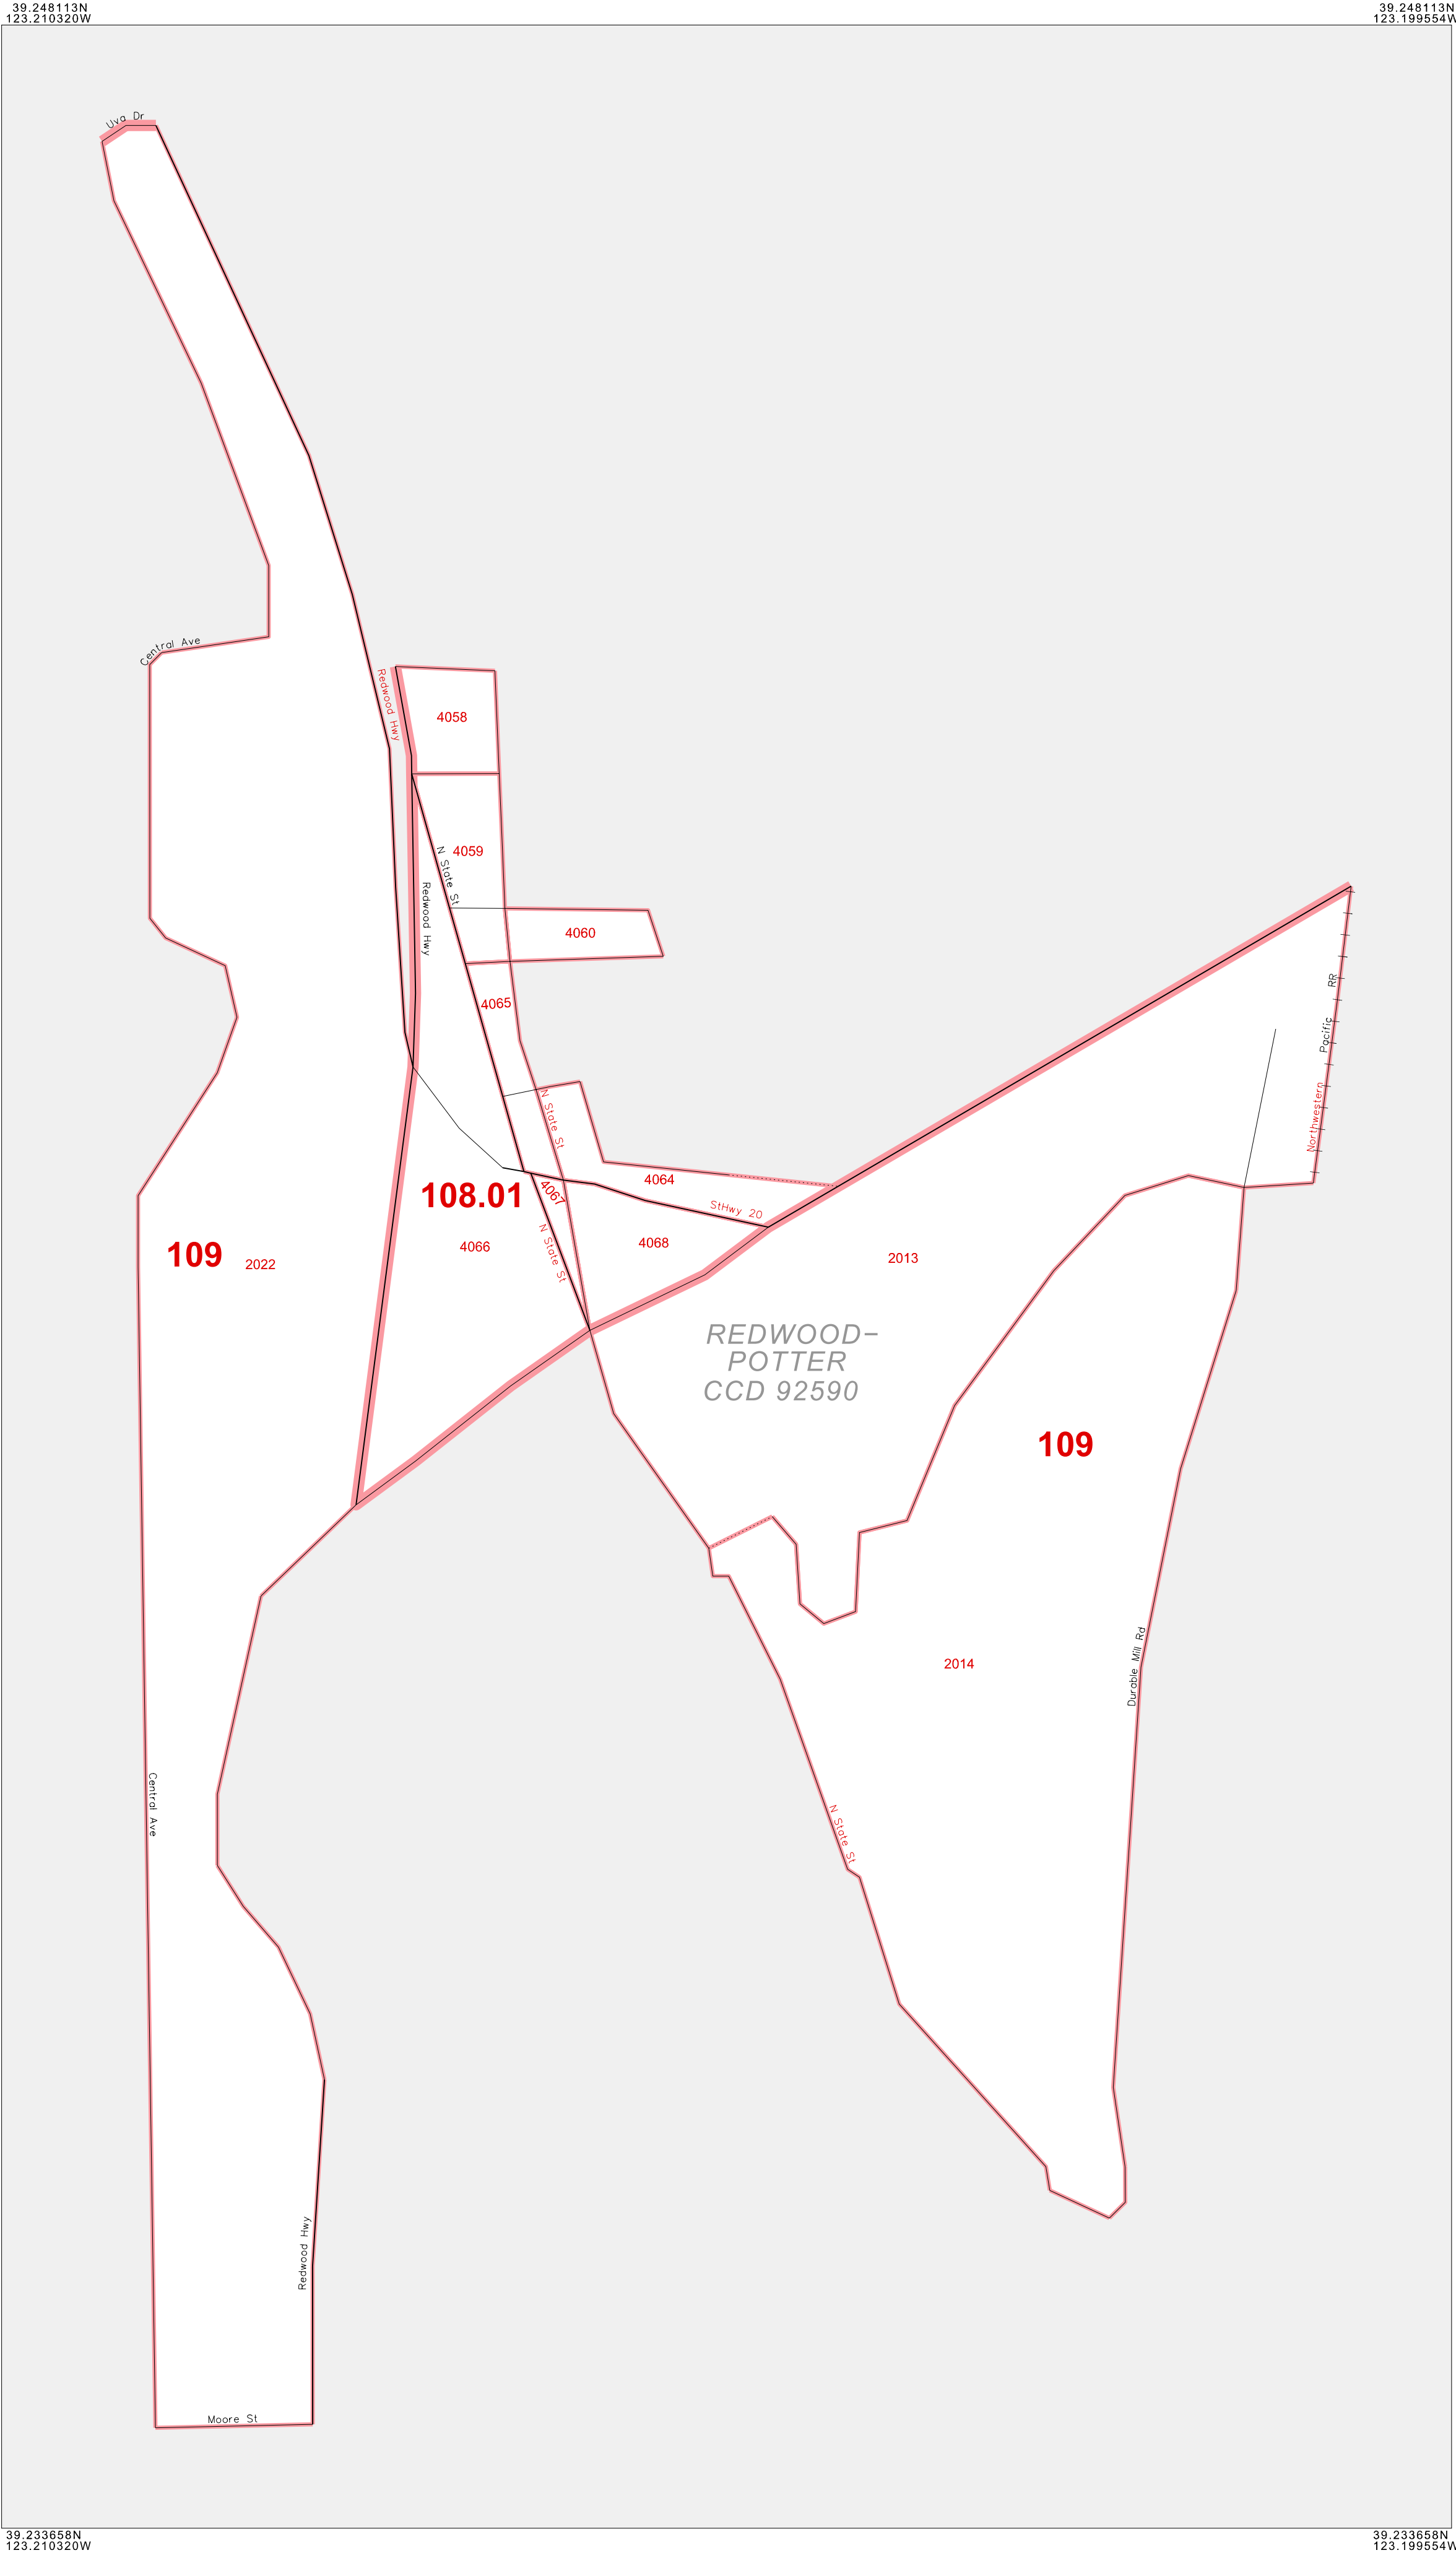 39.248113N
123.210320W
39.248113N
123.199554W
Uva Dr
Central Ave
Redwood Hwy
4058
N State St
4059
Redwood Hwy
4060
4065
RR
Pacific
Northwestern
N State St
4064
4067
108.01
StHwy 20
N State St
4066
4068
109
2022
2013
REDWOOD-
POTTER
CCD 92590
109
2014
Durable Mill Rd
Central Ave
N State St
Redwood Hwy
Moore St
39.233658N
123.210320W
39.233658N
123.199554W